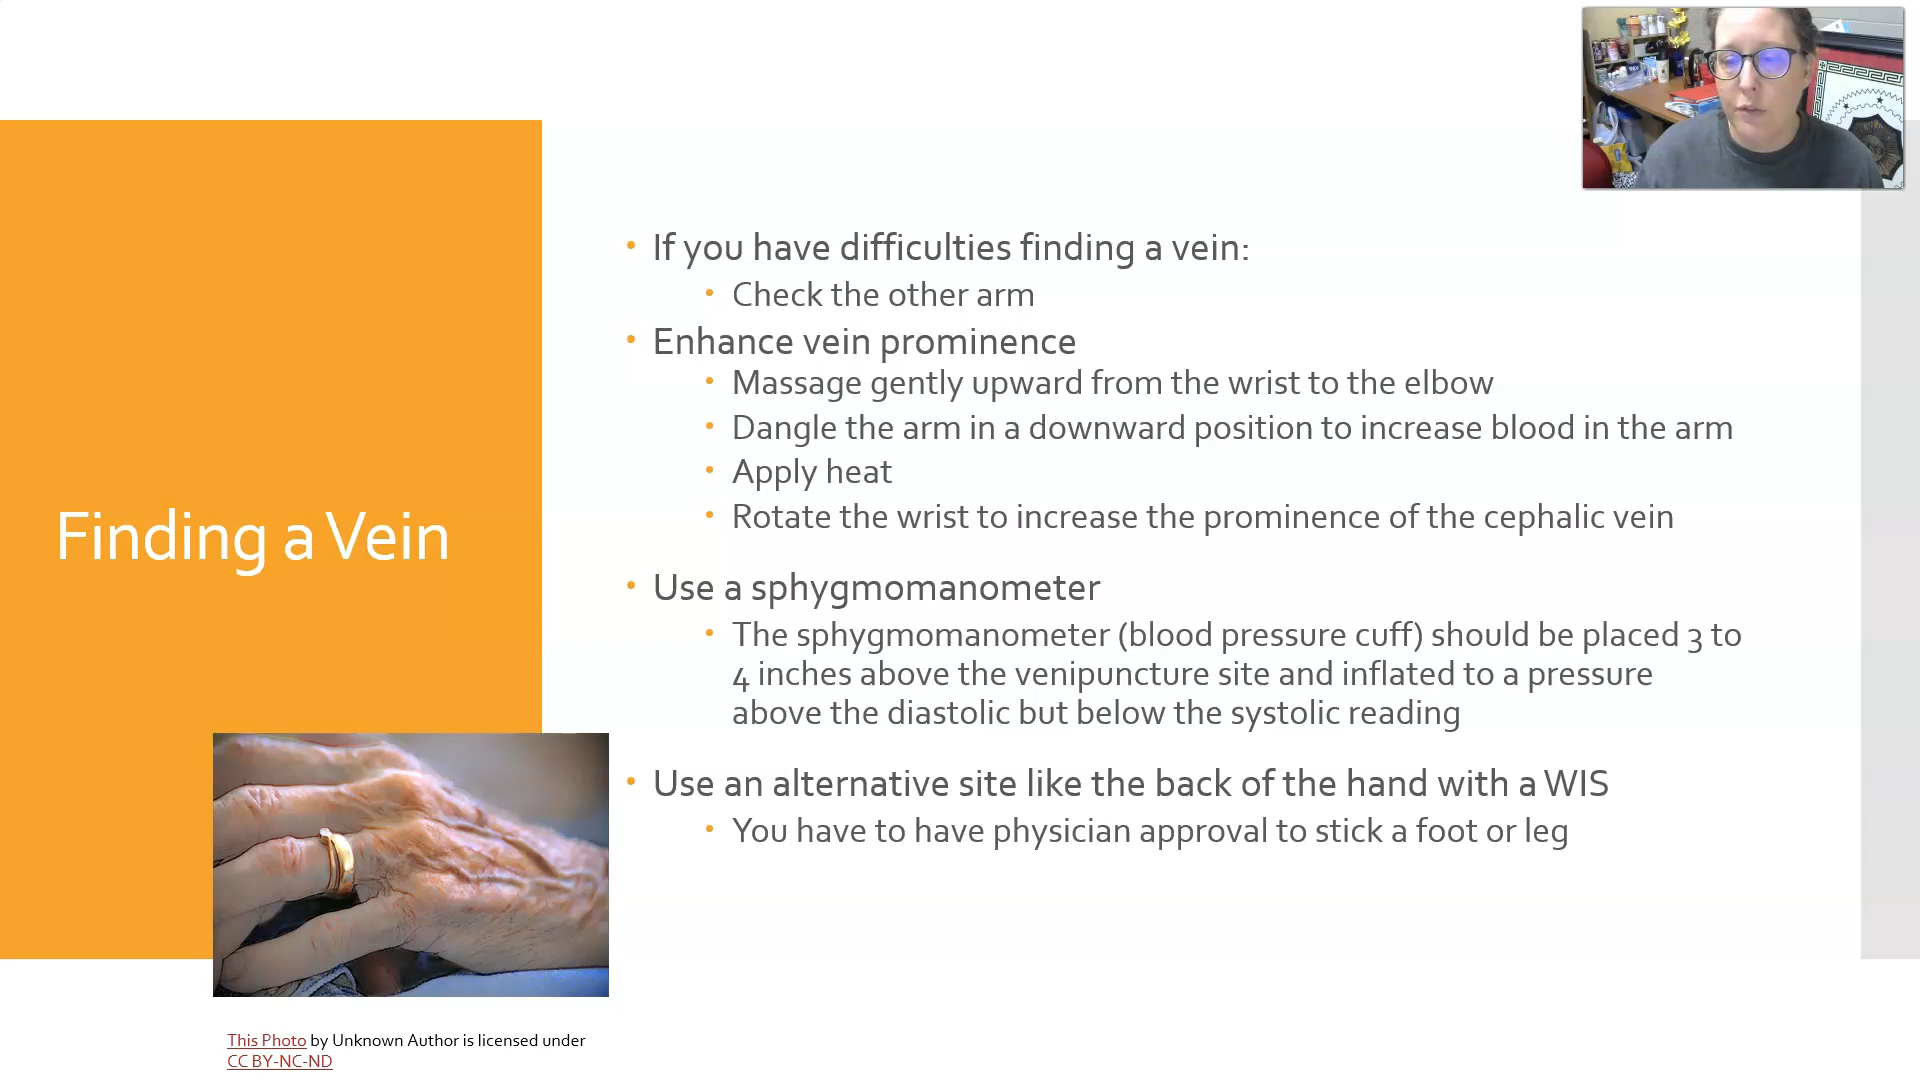 Finding a Vein
• If you have difficulties finding a vein:
• Check the other arm
• Enhance vein prominence
• Massage gently upward from the wrist to the elbow
• Dangle the arm in a downward position to increase blood in the arm
• Apply heat
• Rotate the wrist to increase the prominence of the cephalic vein
• Use a sphygmomanometer
• The sphygmomanometer (blood pressure cuff) should be placed 3 to
4 inches above the venipuncture site and inflated to a pressure
above the diastolic but below the systolic reading
• Use an alternative site like the back of the hand with a WIS
• You have to have physician approval to stick a foot or leg
This Photo by Unknown Author is licensed under
CC BY-NC-ND